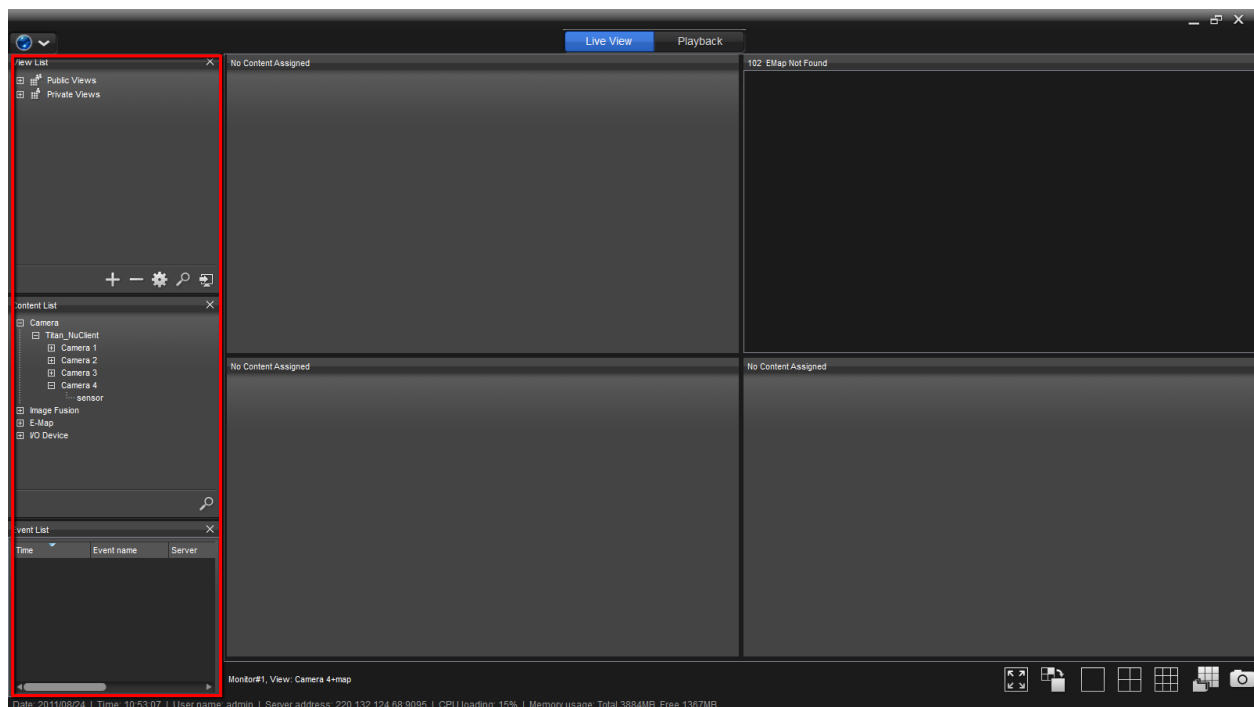 Live View Playback
View List
Public Views
Private Views
Content List
Camera
Titan_NuClient
Camera 1
Camera 2
Camera 3
Camera 4
sensor
Image Fusion
E-Map
I/O Device
Event List
Time Event name Server
No Content Assigned
102 EMap Not Found
No Content Assigned
No Content Assigned
Monitor#1, View: Camera 4+map
Date: 2011/08/24 | Time: 10:53:07 | User name: admin | Server address: 220.132.124.68:9095 | CPU loading: 15% | Memory usage: Total 3884MB, Free 1367MB